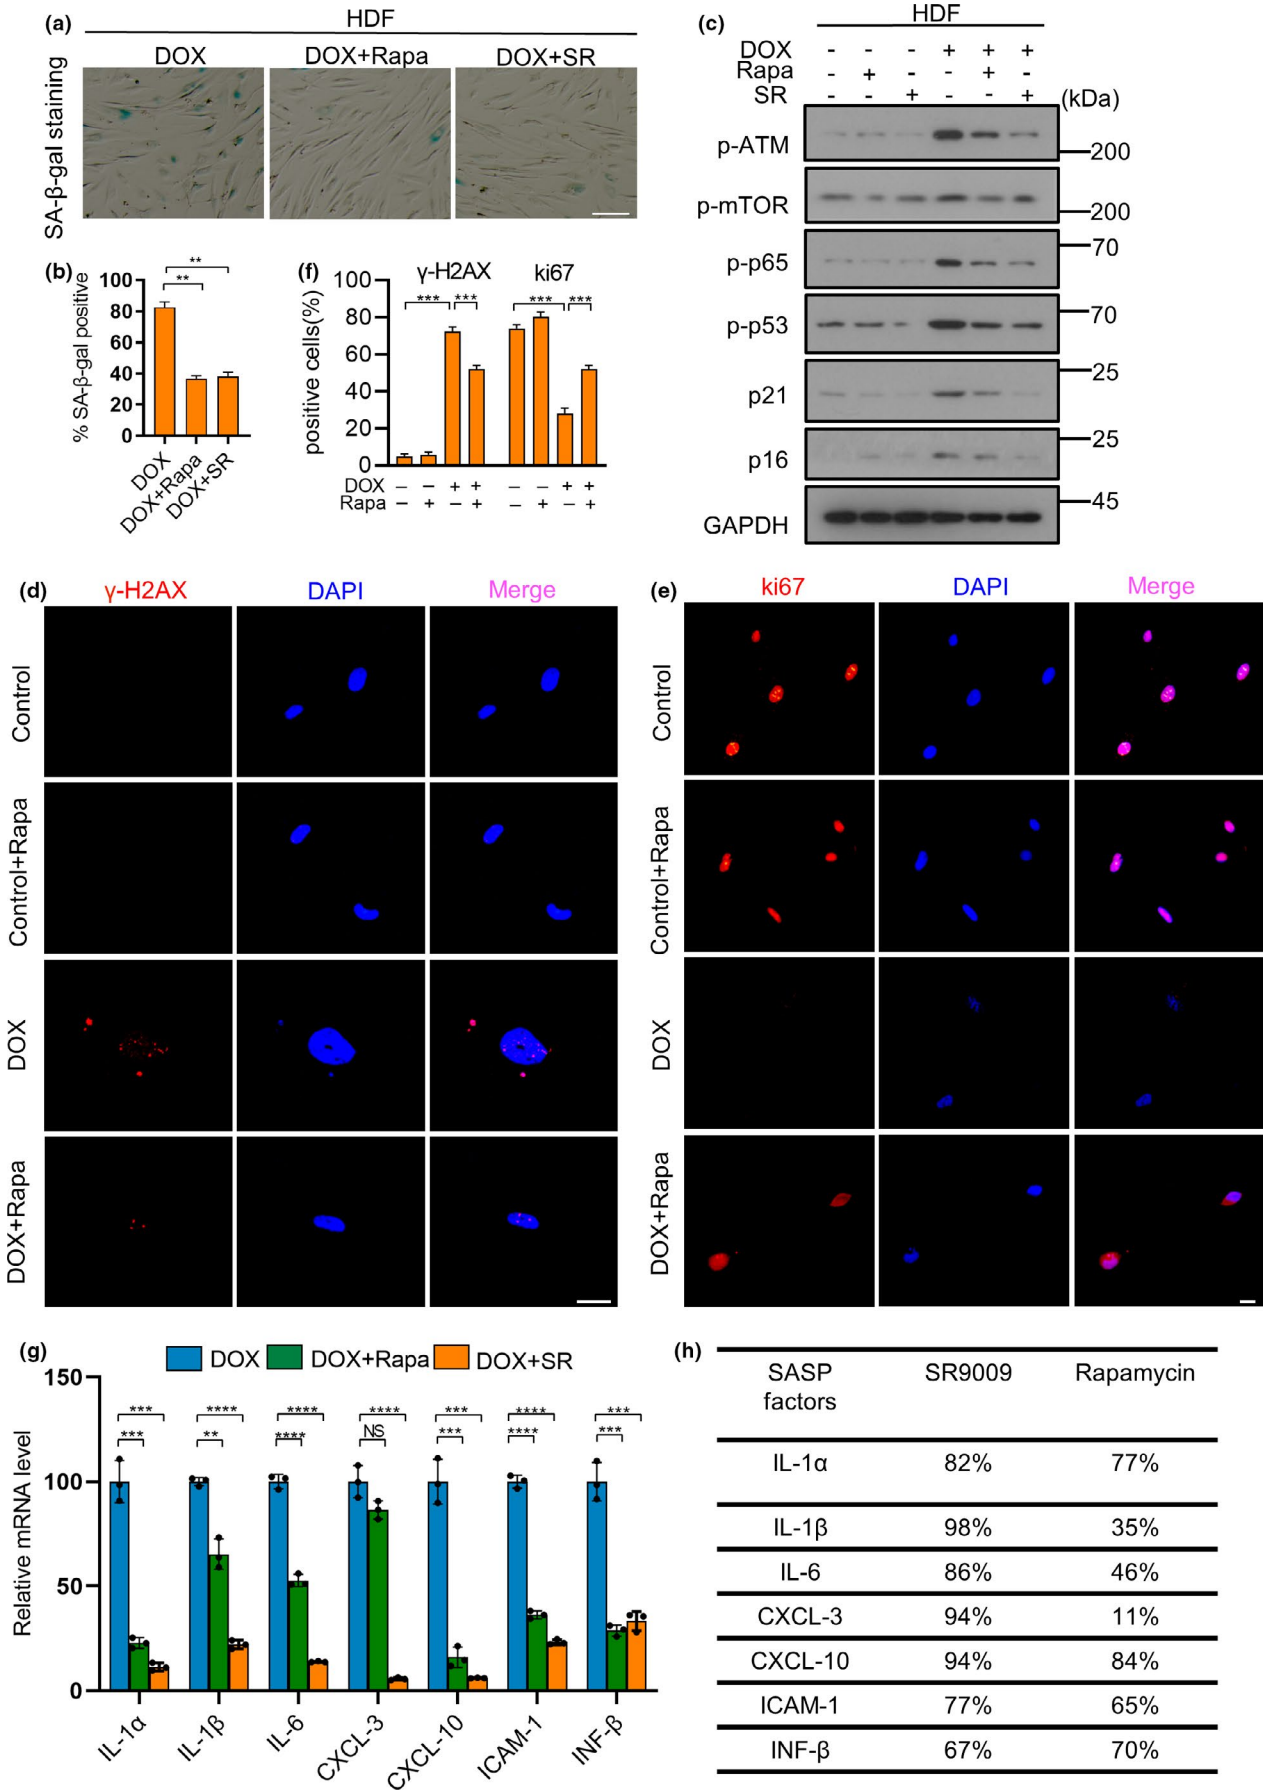 (a)
HDF
DOX
DOX+Rapa
DOX+SR
SA-β-gal staining
(b)
% SA-β-gal positive
100
80
60
40
20
0
** 
**
DOX
DOX+Rapa
DOX+SR
(f)
γ-H2AX
ki67
positive cells(%)
100
80
60
40
20
0
*** *** *** ***
DOX – – + + – – + +
Rapa – + – + – + – +
(c)
HDF
DOX - - - + + +
Rapa - + - - + -
SR - - + - - + (kDa)
p-ATM
200
p-mTOR
200
p-p65
70
p-p53
70
p21
25
p16
25
GAPDH
45
(d)
γ-H2AX
DAPI
Merge
Control
Control+Rapa
DOX
DOX+Rapa
(e)
ki67
DAPI
Merge
Control
Control+Rapa
DOX
DOX+Rapa
(g)
DOX
DOX+Rapa
DOX+SR
Relative mRNA level
150
100
50
0
*** **** **** **** *** **** ***
*** ** **** NS *** **** ***
IL-1α
IL-1β
IL-6
CXCL-3
CXCL-10
ICAM-1
INF-β
(h)
SASP factors
SR9009
Rapamycin
IL-1α 82% 77%
IL-1β 98% 35%
IL-6 86% 46%
CXCL-3 94% 11%
CXCL-10 94% 84%
ICAM-1 77% 65%
INF-β 67% 70%